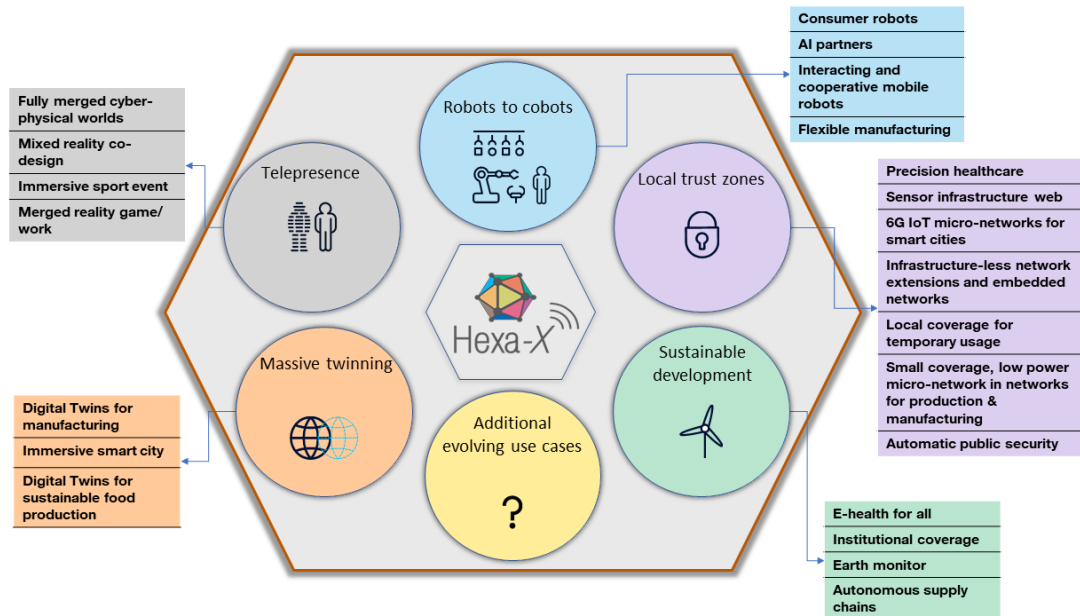 Consumer robots
AI partners
Interacting and
cooperative mobile
robots
Flexible manufacturing
Robots to cobots
Fully merged cyber-
physical worlds
Mixed reality co-
design
Immersive sport event
Merged reality game/
work
Telepresence
Local trust zones
Precision healthcare
Sensor infrastructure web
6G IoT micro-networks for
smart cities
Infrastructure-less network
extensions and embedded
networks
Local coverage for
temporary usage
Small coverage, low power
micro-network in networks
for production &
manufacturing
Automatic public security
Hexa-X
Massive twinning
Digital Twins for
manufacturing
Immersive smart city
Digital Twins for
sustainable food
production
Additional
evolving use cases
?
Sustainable
development
E-health for all
Institutional coverage
Earth monitor
Autonomous supply
chains